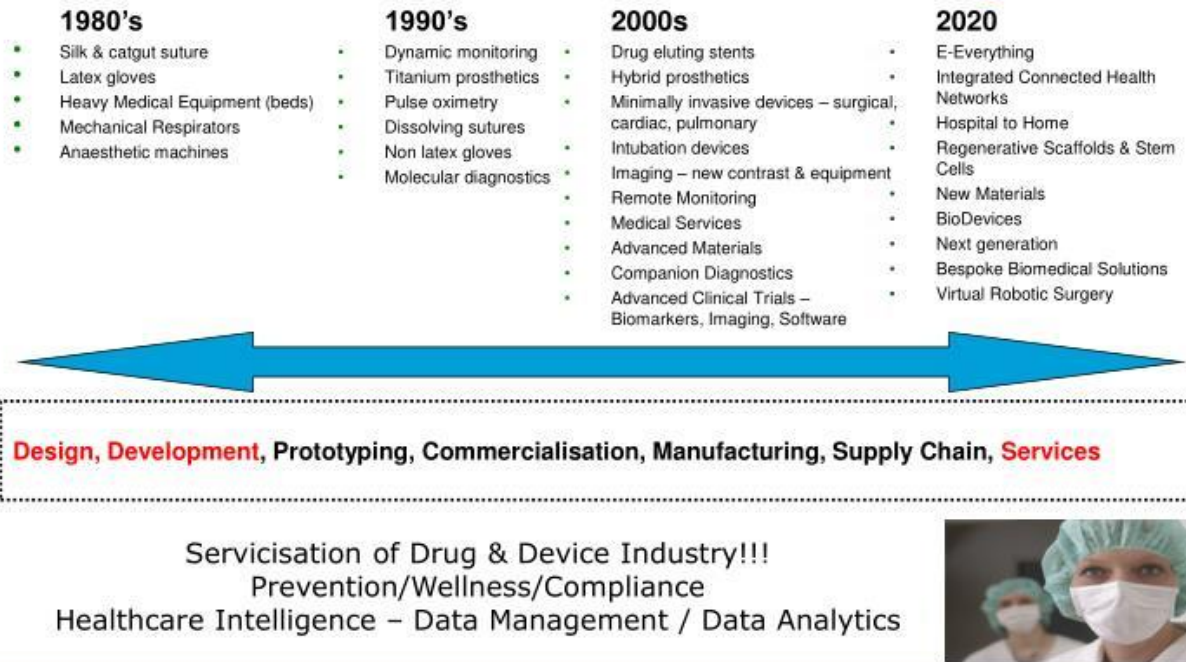 1980's
Silk & catgut suture
Latex gloves
Heavy Medical Equipment (beds)
Mechanical Respirators
Anaesthetic machines
1990's
Dynamic monitoring
Titanium prosthetics
Pulse oximetry
Dissolving sutures
Non latex gloves
Molecular diagnostics
2000s
Drug eluting stents
Hybrid prosthetics
Minimally invasive devices – surgical,
cardiac, pulmonary
Intubation devices
Imaging – new contrast & equipment
Remote Monitoring
Medical Services
Advanced Materials
Companion Diagnostics
Advanced Clinical Trials –
Biomarkers, Imaging, Software
2020
E-Everything
Integrated Connected Health
Networks
Hospital to Home
Regenerative Scaffolds & Stem
Cells
New Materials
BioDevices
Next generation
Bespoke Biomedical Solutions
Virtual Robotic Surgery
Design, Development, Prototyping, Commercialisation, Manufacturing, Supply Chain, Services
Servicisation of Drug & Device Industry!!!
Prevention/Wellness/Compliance
Healthcare Intelligence – Data Management / Data Analytics